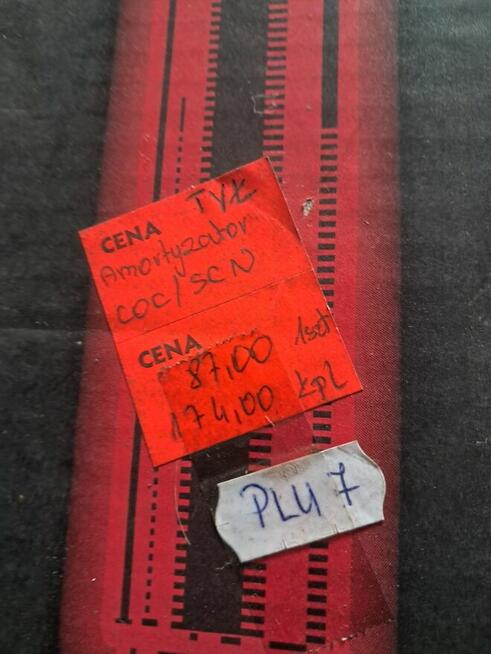 TYŁ
CENA
Amortyzator
COC/SCN
CENA
87,00 1szt
174,00 kpl
PLU 7